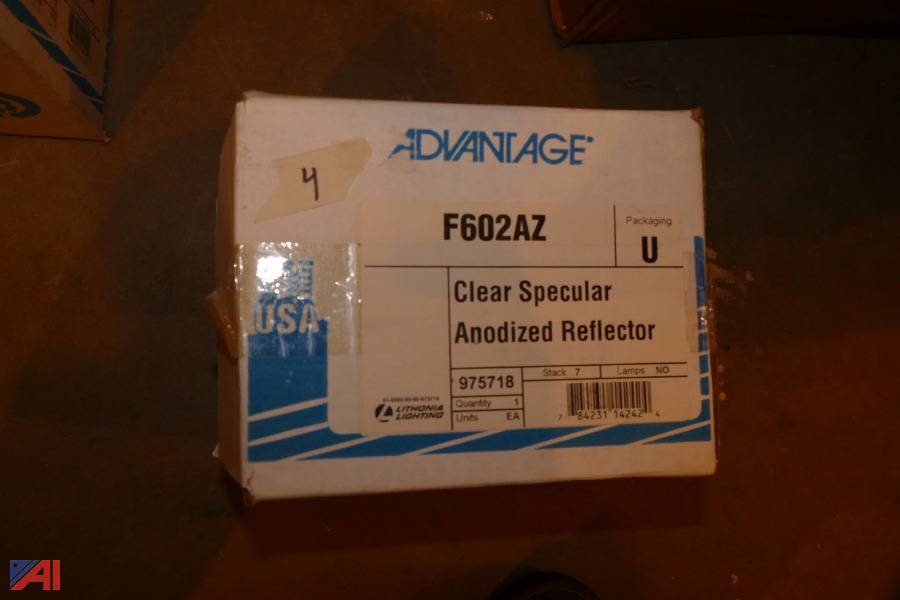 ADVANTAGE
4
F602AZ
Packaging
U
Clear Specular
Anodized Reflector
USA
975718
Stack 7
Lamps NO
Quantity 1
Units EA
LITHONIA
LIGHTING
7 84231 14242 4
AI